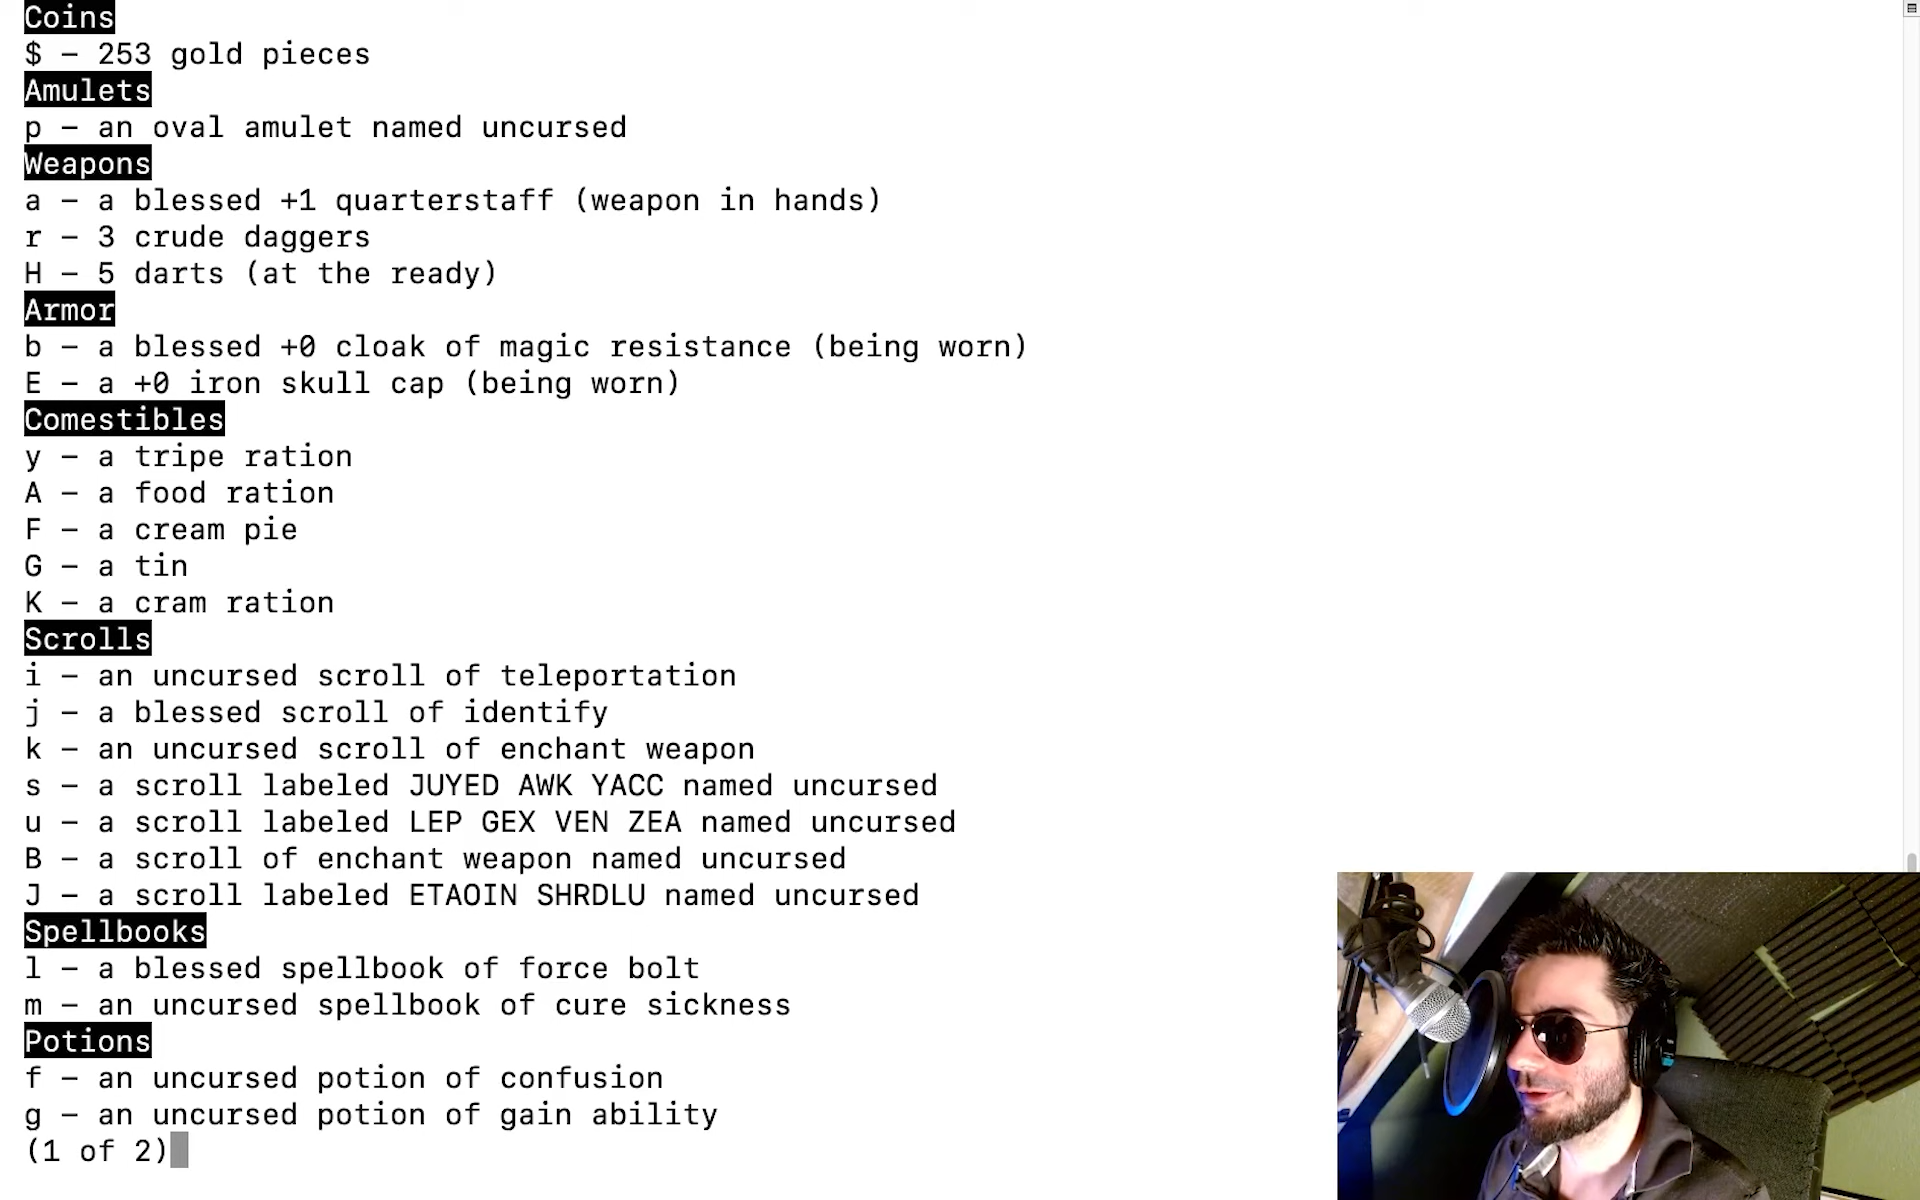 Coins
$ – 253 gold pieces
Amulets
p – an oval amulet named uncursed
Weapons
a – a blessed +1 quarterstaff (weapon in hands)
r – 3 crude daggers
H – 5 darts (at the ready)
Armor
b – a blessed +0 cloak of magic resistance (being worn)
E – a +0 iron skull cap (being worn)
Comestibles
y – a tripe ration
A – a food ration
F – a cream pie
G – a tin
K – a cram ration
Scrolls
i – an uncursed scroll of teleportation
j – a blessed scroll of identify
k – an uncursed scroll of enchant weapon
s – a scroll labeled JUYED AWK YACC named uncursed
u – a scroll labeled LEP GEX VEN ZEA named uncursed
B – a scroll of enchant weapon named uncursed
J – a scroll labeled ETAOIN SHRDLU named uncursed
Spellbooks
l – a blessed spellbook of force bolt
m – an uncursed spellbook of cure sickness
Potions
f – an uncursed potion of confusion
g – an uncursed potion of gain ability
(1 of 2)